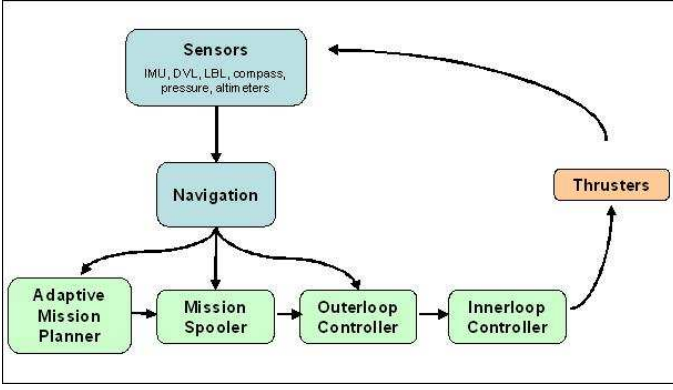 Sensors
IMU, DVL, LBL, compass,
pressure, altimeters
Navigation
Thrusters
Adaptive
Mission
Planner
Mission
Spooler
Outerloop
Controller
Innerloop
Controller